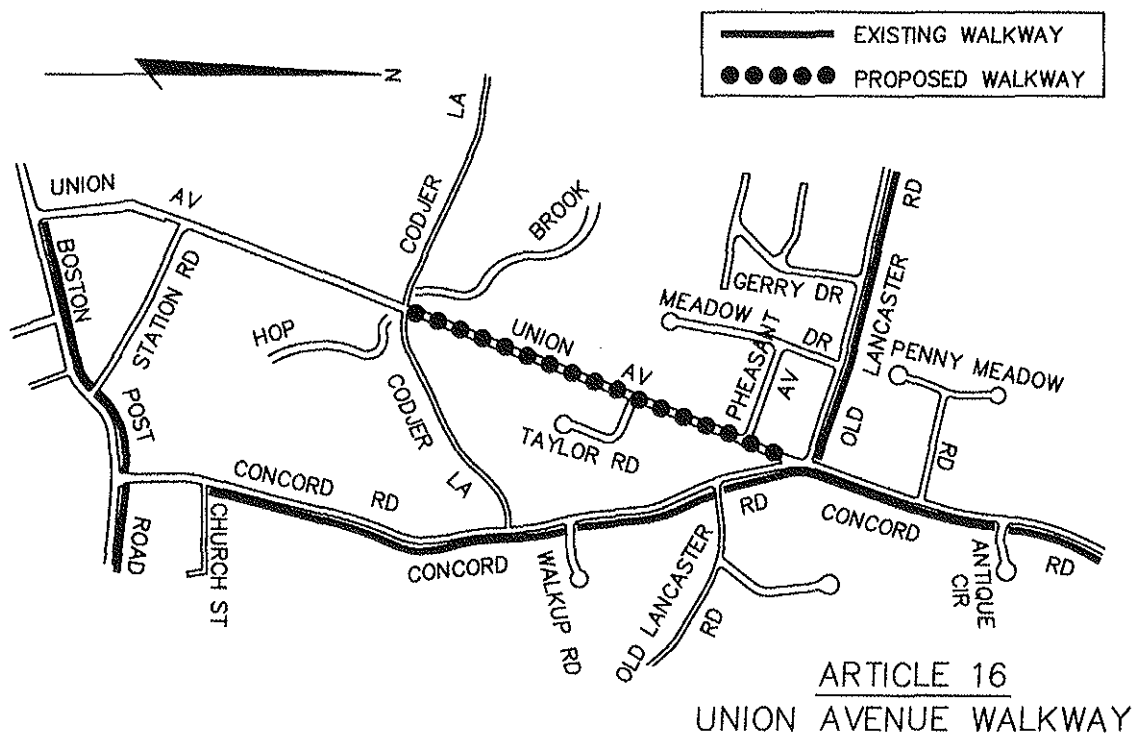 EXISTING WALKWAY
PROPOSED WALKWAY
N
UNION AV
CODJER LA
BROOK
BOSTON
POST
ROAD
STATION RD
HOP
CODJER
LA
UNION
AV
TAYLOR RD
GERRY DR
MEADOW
DR
PHEASANT
AV
OLD
LANCASTER
RD
PENNY MEADOW
RD
CONCORD RD
CHURCH ST
CONCORD
RD
WALKUP RD
OLD LANCASTER
RD
CONCORD
RD
ANTIQUE
CIR
ARTICLE 16
UNION AVENUE WALKWAY